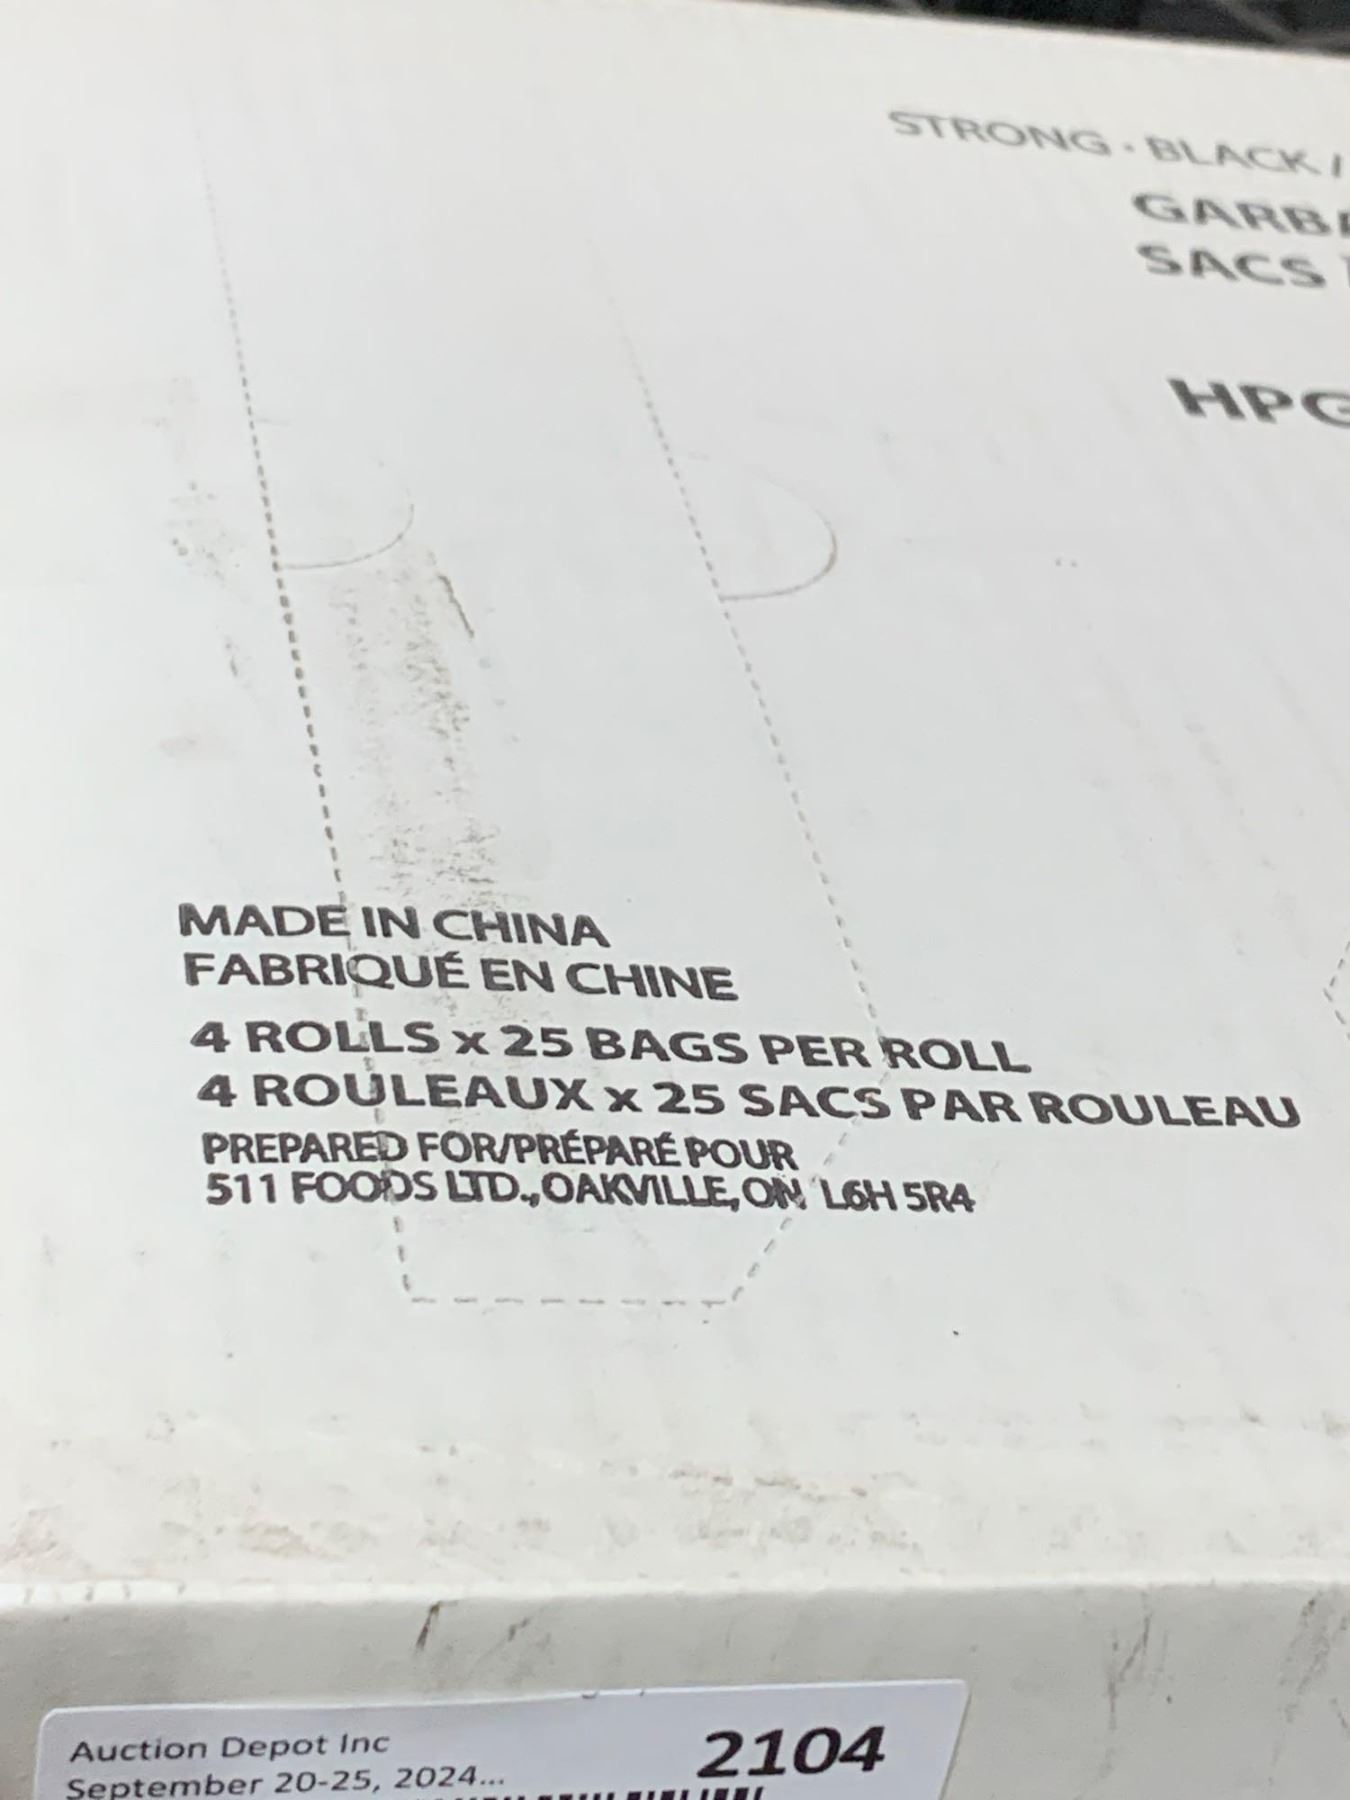 STRONG · BLACK /
GARBA
SACS
HPG
MADE IN CHINA
FABRIQUÉ EN CHINE
4 ROLLS x 25 BAGS PER ROLL
4 ROULEAUX x 25 SACS PAR ROULEAU
PREPARED FOR/PRÉPARÉ POUR
511 FOODS LTD., OAKVILLE, ON L6H 5R4
Auction Depot Inc
2104
September 20-25, 2024...